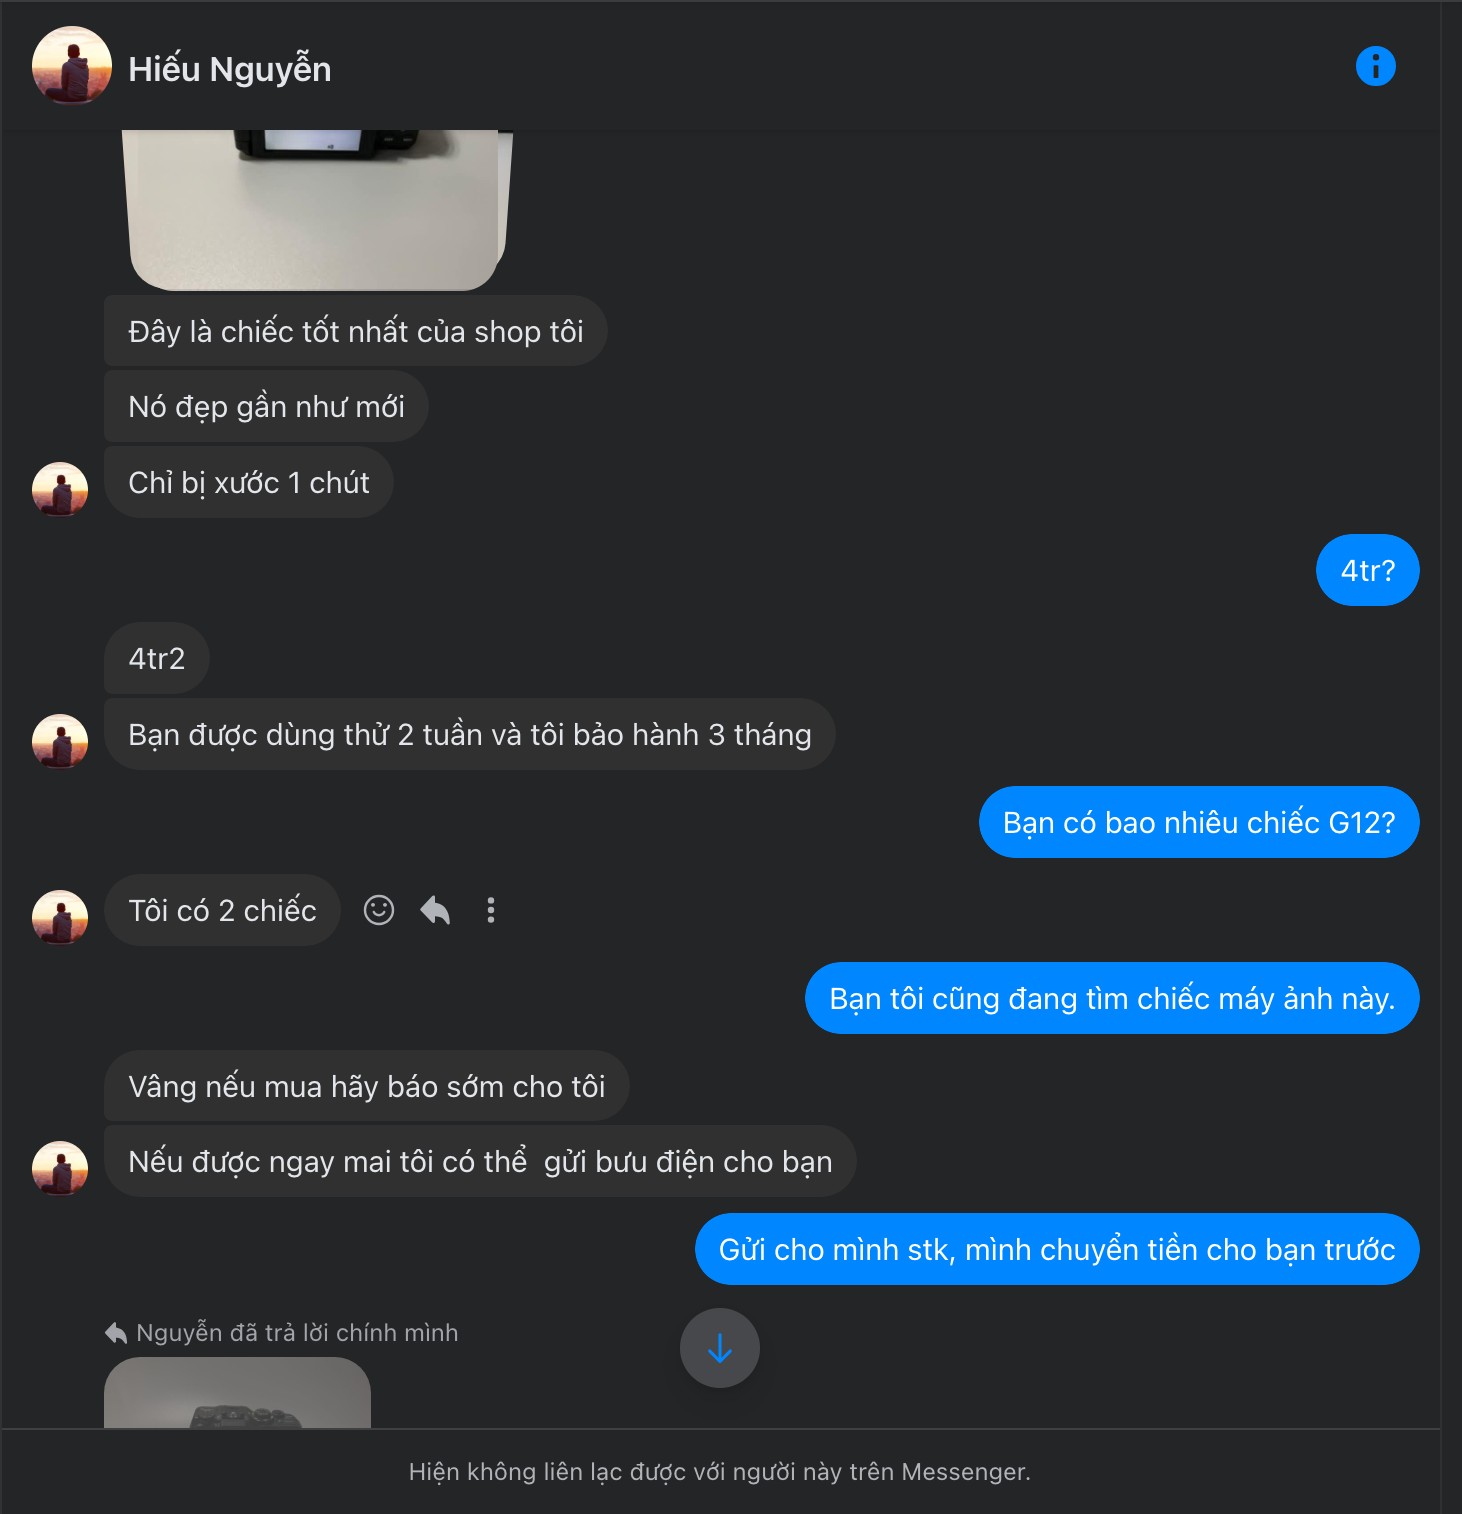 Hiếu Nguyễn
Đây là chiếc tốt nhất của shop tôi
Nó đẹp gần như mới
Chỉ bị xước 1 chút
4tr?
4tr2
Bạn được dùng thử 2 tuần và tôi bảo hành 3 tháng
Bạn có bao nhiêu chiếc G12?
Tôi có 2 chiếc
Bạn tôi cũng đang tìm chiếc máy ảnh này.
Vâng nếu mua hãy báo sớm cho tôi
Nếu được ngay mai tôi có thể  gửi bưu điện cho bạn
Gửi cho mình stk, mình chuyển tiền cho bạn trước
Nguyễn đã trả lời chính mình
Hiện không liên lạc được với người này trên Messenger.